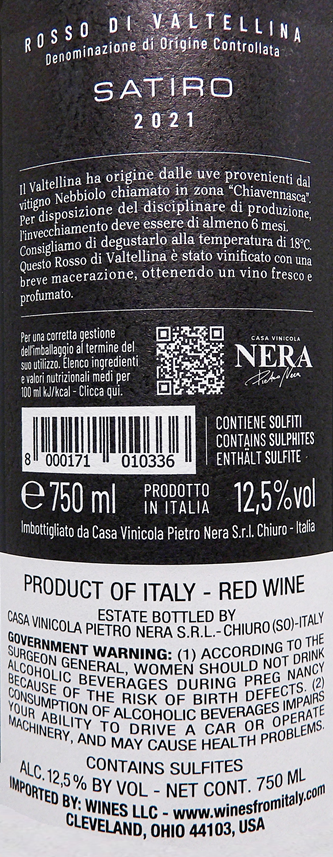 ROSSO DI VALTELLINA
Denominazione di Origine Controllata
SATIRO
2021
Il Valtellina ha origine dalle uve provenienti dal
vitigno Nebbiolo chiamato in zona “Chiavennasca”.
Per disposizione del disciplinare di produzione,
l'invecchiamento deve essere di almeno 6 mesi.
Consigliamo di degustarlo alla temperatura di 18°C.
Questo Rosso di Valtellina è stato vinificato con una
breve macerazione, ottenendo un vino fresco e
profumato.
Per una corretta gestione
dell'imballaggio al termine del
suo utilizzo. Elenco ingredienti
e valori nutrizionali medi per
100 ml kJ/kcal - Clicca qui.
CASA VINICOLA
NERA
Pietro Nera
CONTIENE SOLFITI
CONTAINS SULPHITES
ENTHÄLT SULFITE
8 000171 010336
e 750 ml
PRODOTTO
IN ITALIA
12,5%vol
Imbottigliato da Casa Vinicola Pietro Nera S.r.l. Chiuro - Italia
PRODUCT OF ITALY - RED WINE
ESTATE BOTTLED BY
CASA VINICOLA PIETRO NERA S.R.L.-CHIURO (SO)-ITALY
GOVERNMENT WARNING: (1) ACCORDING TO THE
SURGEON GENERAL, WOMEN SHOULD NOT DRINK
ALCOHOLIC BEVERAGES DURING PREG NANCY
BECAUSE OF THE RISK OF BIRTH DEFECTS. (2)
CONSUMPTION OF ALCOHOLIC BEVERAGES IMPAIRS
YOUR ABILITY TO DRIVE A CAR OR OPERATE
MACHINERY, AND MAY CAUSE HEALTH PROBLEMS.
CONTAINS SULFITES
ALC. 12,5% BY VOL - NET CONT. 750 ML
IMPORTED BY: WINES LLC - www.winesfromitaly.com
CLEVELAND, OHIO 44103, USA